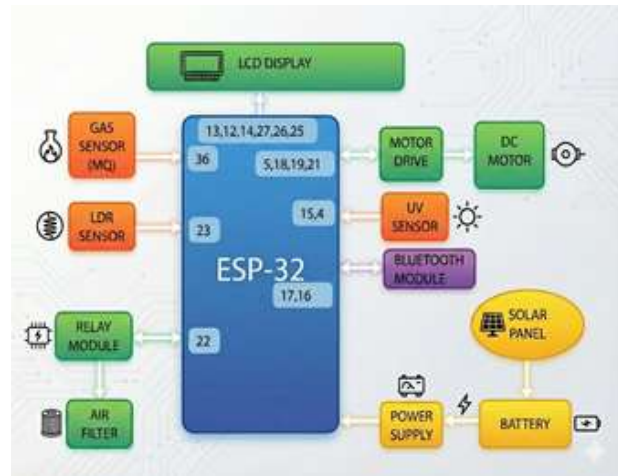 LCD DISPLAY
13,12,14,27,26,25
GAS
SENSOR
(MQ)
36
5,18,19,21
MOTOR
DRIVE
DC
MOTOR
LDR
SENSOR
23
15,4
UV
SENSOR
ESP-32
BLUETOOTH
MODULE
17,16
RELAY
MODULE
22
SOLAR
PANEL
AIR
FILTER
POWER
SUPPLY
BATTERY